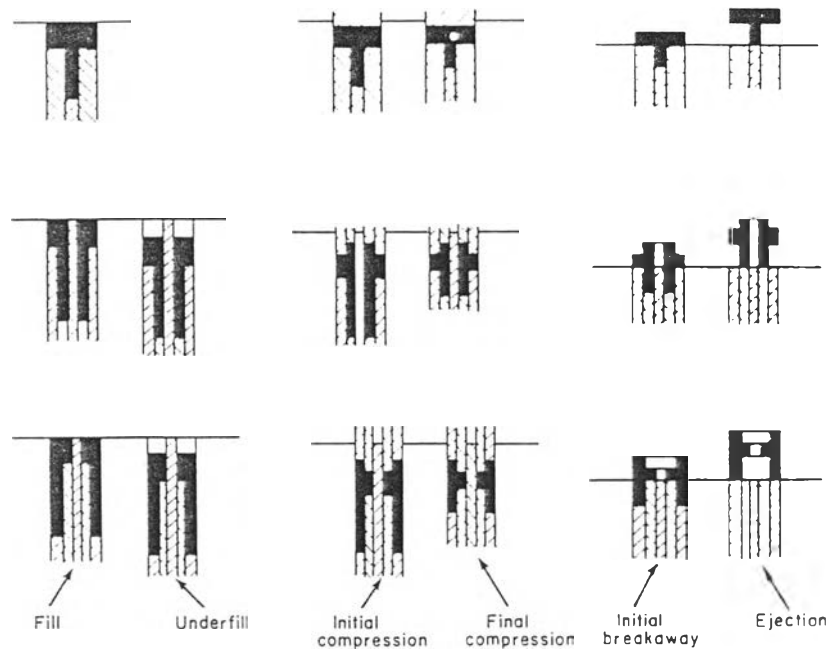 Fill
Underfill
Initial
compression
Final
compression
Initial
breakaway
Ejection